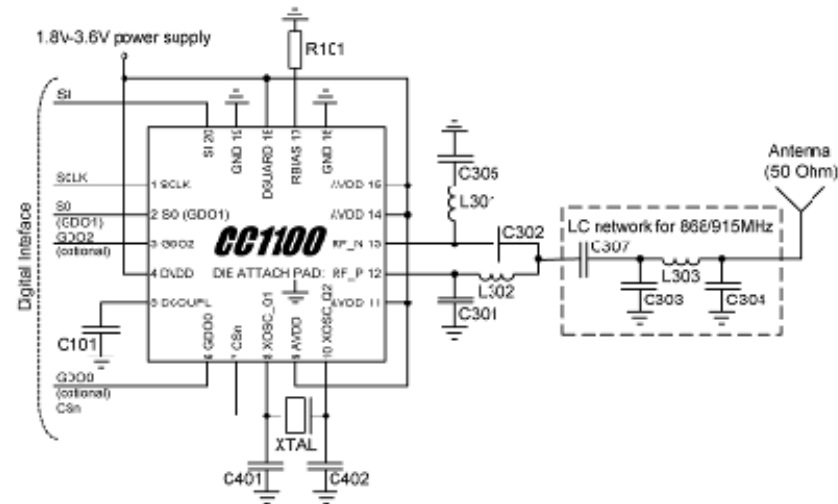 1.8V-3.6V power supply
R101
SI
Antenna
(50 Ohm)
SI 20
GND 19
DGUARD 18
RBIAS 17
GND 16
C305
L301
SCLK
1 SCLK
AVDD 15
SO
(GDO1)
2 SO (GDO1)
AVDD 14
C302
LC network for 868/915MHz
C307
GDO2
(optional)
3 GDO2
CC1100
RF_N 13
Digital Interface
4 DVDD
DIE ATTACH PAD:
RF_P 12
L302
L303
5 DCOUPL
AVDD 11
C301
C303
C304
C101
6 GDO0
7 CSn
8 XOSC_Q1
9 AVDD
10 XOSC_Q2
GDO0
(optional)
CSn
XTAL
C401
C402